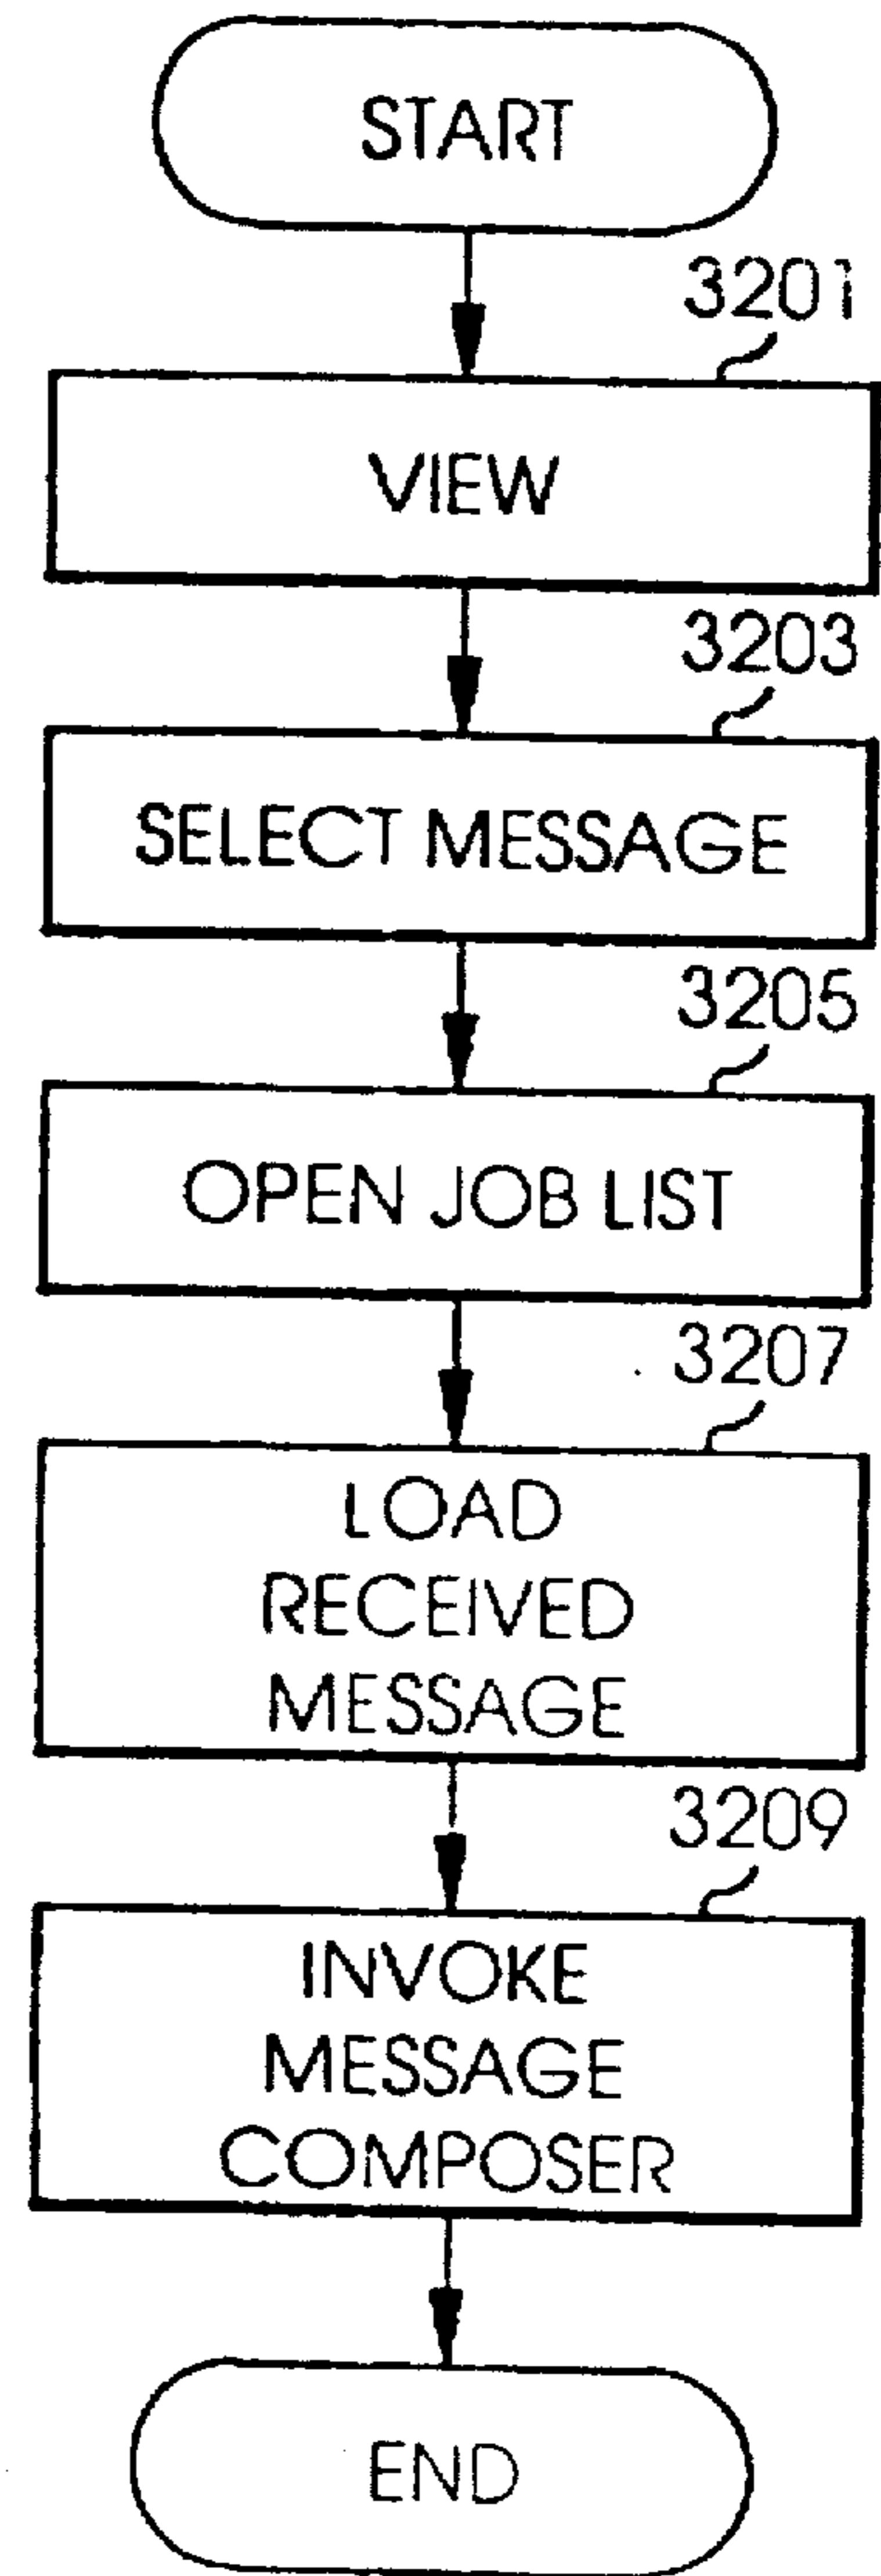 START
3201
VIEW
3203
SELECT MESSAGE
3205
OPEN JOB LIST
3207
LOAD
RECEIVED
MESSAGE
3209
INVOKE
MESSAGE
COMPOSER
END